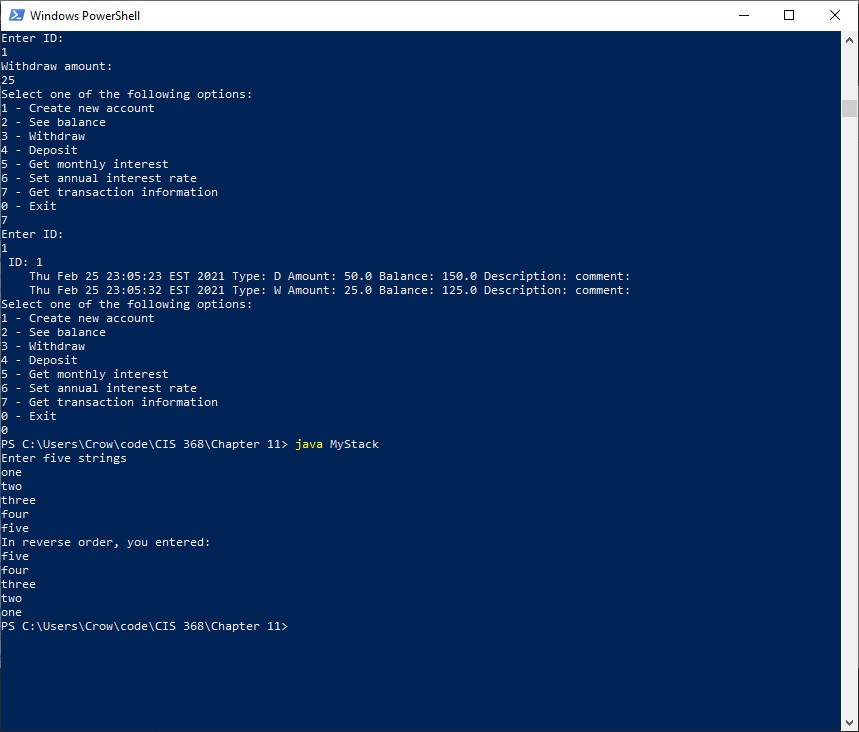 Windows PowerShell
Enter ID:
1
Withdraw amount:
25
Select one of the following options:
1 - Create new account
2 - See balance
3 - Withdraw
4 - Deposit
5 - Get monthly interest
6 - Set annual interest rate
7 - Get transaction information
0 - Exit
7
Enter ID:
1
 ID: 1
    Thu Feb 25 23:05:23 EST 2021 Type: D Amount: 50.0 Balance: 150.0 Description: comment:
    Thu Feb 25 23:05:32 EST 2021 Type: W Amount: 25.0 Balance: 125.0 Description: comment:
Select one of the following options:
1 - Create new account
2 - See balance
3 - Withdraw
4 - Deposit
5 - Get monthly interest
6 - Set annual interest rate
7 - Get transaction information
0 - Exit
0
PS C:\Users\Crow\code\CIS 368\Chapter 11> java MyStack
Enter five strings
one
two
three
four
five
In reverse order, you entered:
five
four
three
two
one
PS C:\Users\Crow\code\CIS 368\Chapter 11>